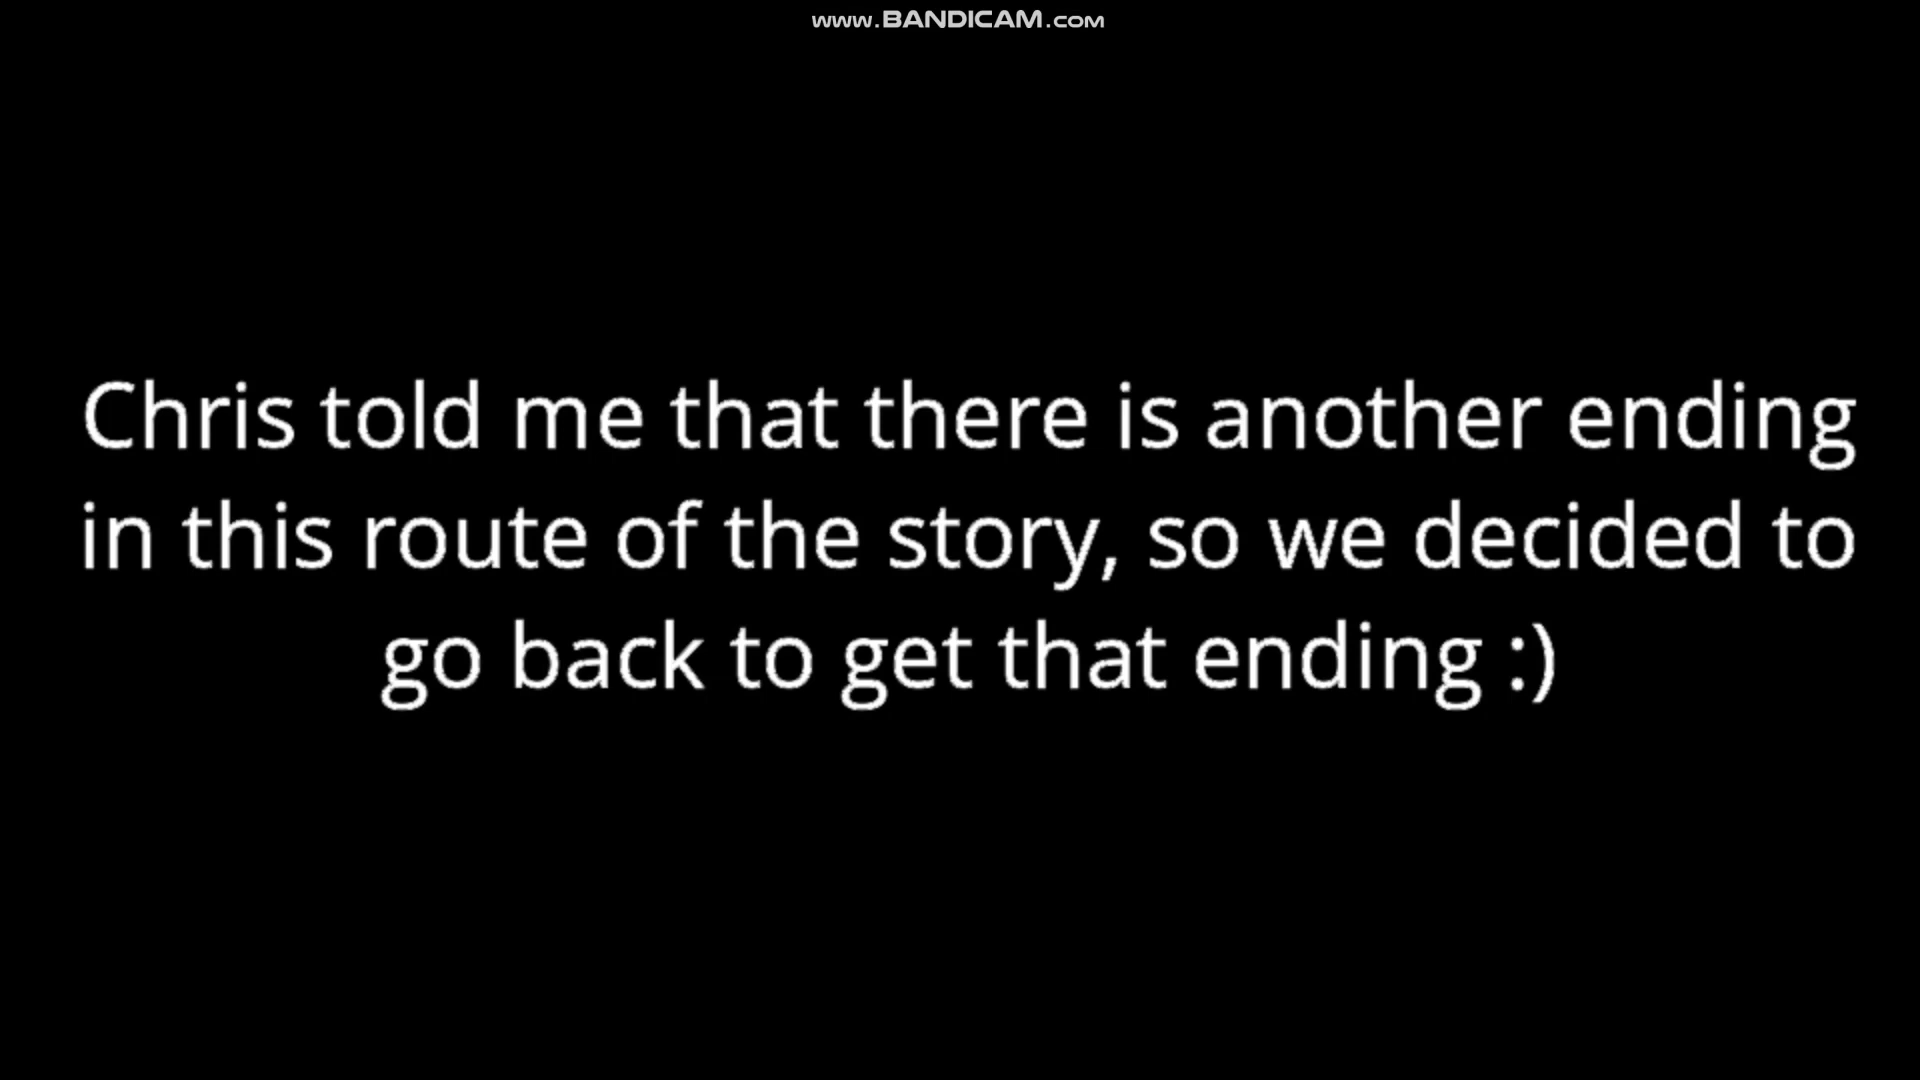 www.BANDICAM.com
Chris told me that there is another ending
in this route of the story, so we decided to
go back to get that ending :)